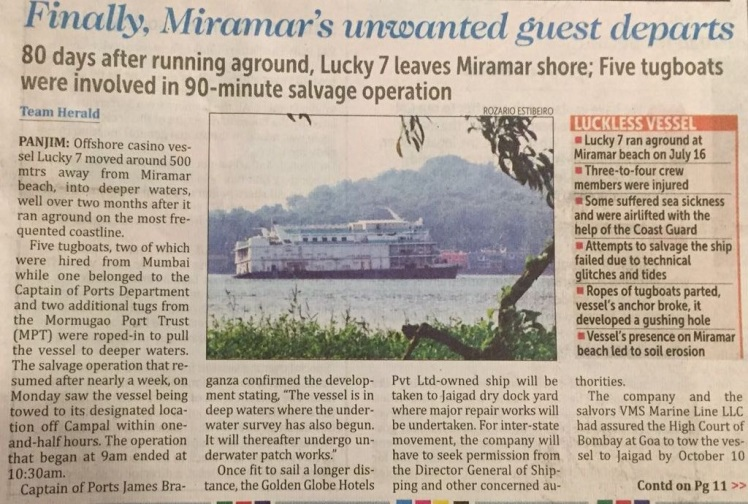 Finally, Miramar's unwanted guest departs
80 days after running aground, Lucky 7 leaves Miramar shore; Five tugboats
were involved in 90-minute salvage operation
Team Herald
PANJIM: Offshore casino ves-
sel Lucky 7 moved around 500
mtrs away from Miramar
beach, into deeper waters,
well over two months after it
ran aground on the most fre-
quented coastline.
Five tugboats, two of which
were hired from Mumbai
while one belonged to the
Captain of Ports Department
and two additional tugs from
the Mormugao Port Trust
(MPT) were roped-in to pull
the vessel to deeper waters.
The salvage operation that re-
sumed after nearly a week, on
Monday saw the vessel being
towed to its designated loca-
tion off Campal within one-
and-half hours. The operation
that began at 9am ended at
10:30am.
Captain of Ports James Bra-
ROZARIO ESTIBEIRO
ganza confirmed the develop-
ment stating, "The vessel is in
deep waters where the under-
water survey has also begun.
It will thereafter undergo un-
derwater patch works."
Once fit to sail a longer dis-
tance, the Golden Globe Hotels
Pvt Ltd-owned ship will be
taken to Jaigad dry dock yard
where major repair works will
be undertaken. For inter-state
movement, the company will
have to seek permission from
the Director General of Ship-
ping and other concerned au-
thorities.
The company and the
salvors VMS Marine Line LLC
had assured the High Court of
Bombay at Goa to tow the ves-
sel to Jaigad by October 10
Contd on Pg 11 >>
LUCKLESS VESSEL
■ Lucky 7 ran aground at
Miramar beach on July 16
■ Three-to-four crew
members were injured
■ Some suffered sea sickness
and were airlifted with the
help of the Coast Guard
■ Attempts to salvage the ship
failed due to technical
glitches and tides
■ Ropes of tugboats parted,
vessel's anchor broke, it
developed a gushing hole
■ Vessel's presence on Miramar
beach led to soil erosion